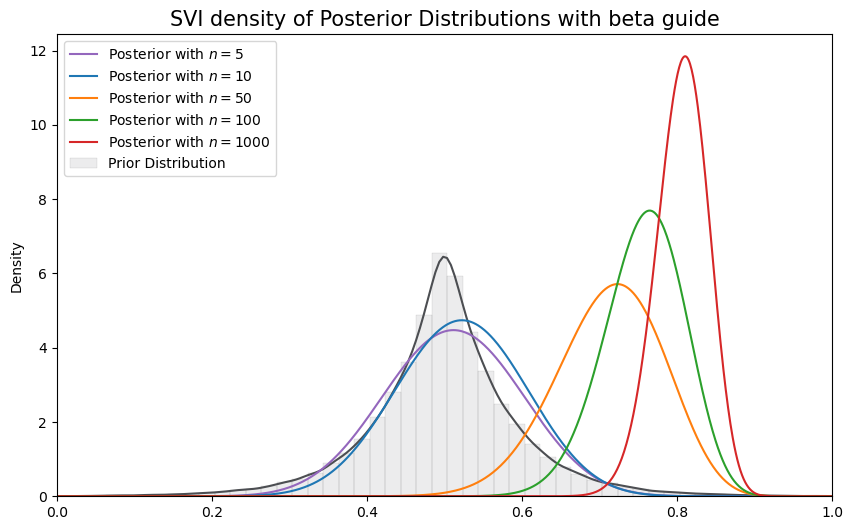 SVI density of Posterior Distributions with beta guide
Posterior with n = 5
Posterior with n = 10
Posterior with n = 50
Posterior with n = 100
Posterior with n = 1000
Prior Distribution
Density
12
10
8
6
4
2
0
0.0 0.2 0.4 0.6 0.8 1.0